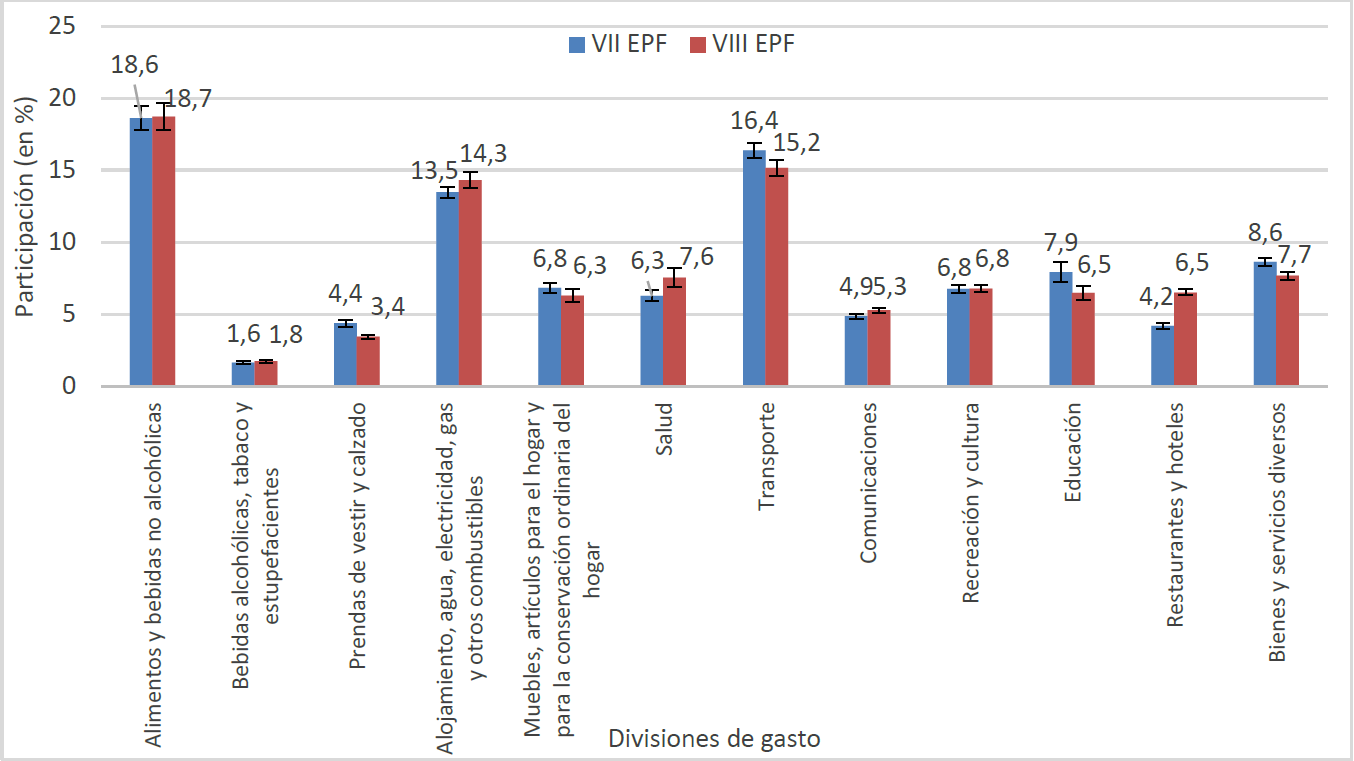 25
20
15
10
5
0
Participación (en %)
VII EPF
VIII EPF
18,6
18,7
1,6
1,8
4,4
3,4
13,5
14,3
6,8
6,3
6,3
7,6
16,4
15,2
4,9
5,3
6,8
6,8
7,9
6,5
4,2
6,5
8,6
7,7
Alimentos y bebidas no alcohólicas
Bebidas alcohólicas, tabaco y
estupefacientes
Prendas de vestir y calzado
Alojamiento, agua, electricidad, gas
y otros combustibles
Muebles, artículos para el hogar y
para la conservación ordinaria del
hogar
Salud
Transporte
Comunicaciones
Recreación y cultura
Educación
Restaurantes y hoteles
Bienes y servicios diversos
Divisiones de gasto